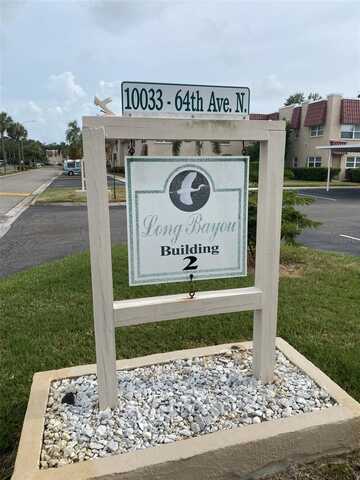 10033 - 64th Ave. N.
Long Bayou
Building
2